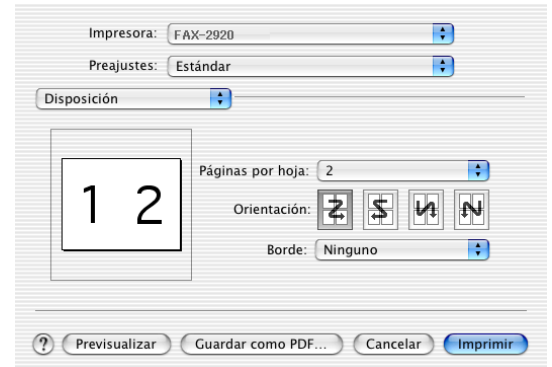 Impresora: FAX-2920
Preajustes: Estándar
Disposición
1 2
Páginas por hoja: 2
Orientación:
Borde: Ninguno
? Previsualizar Guardar como PDF... Cancelar Imprimir